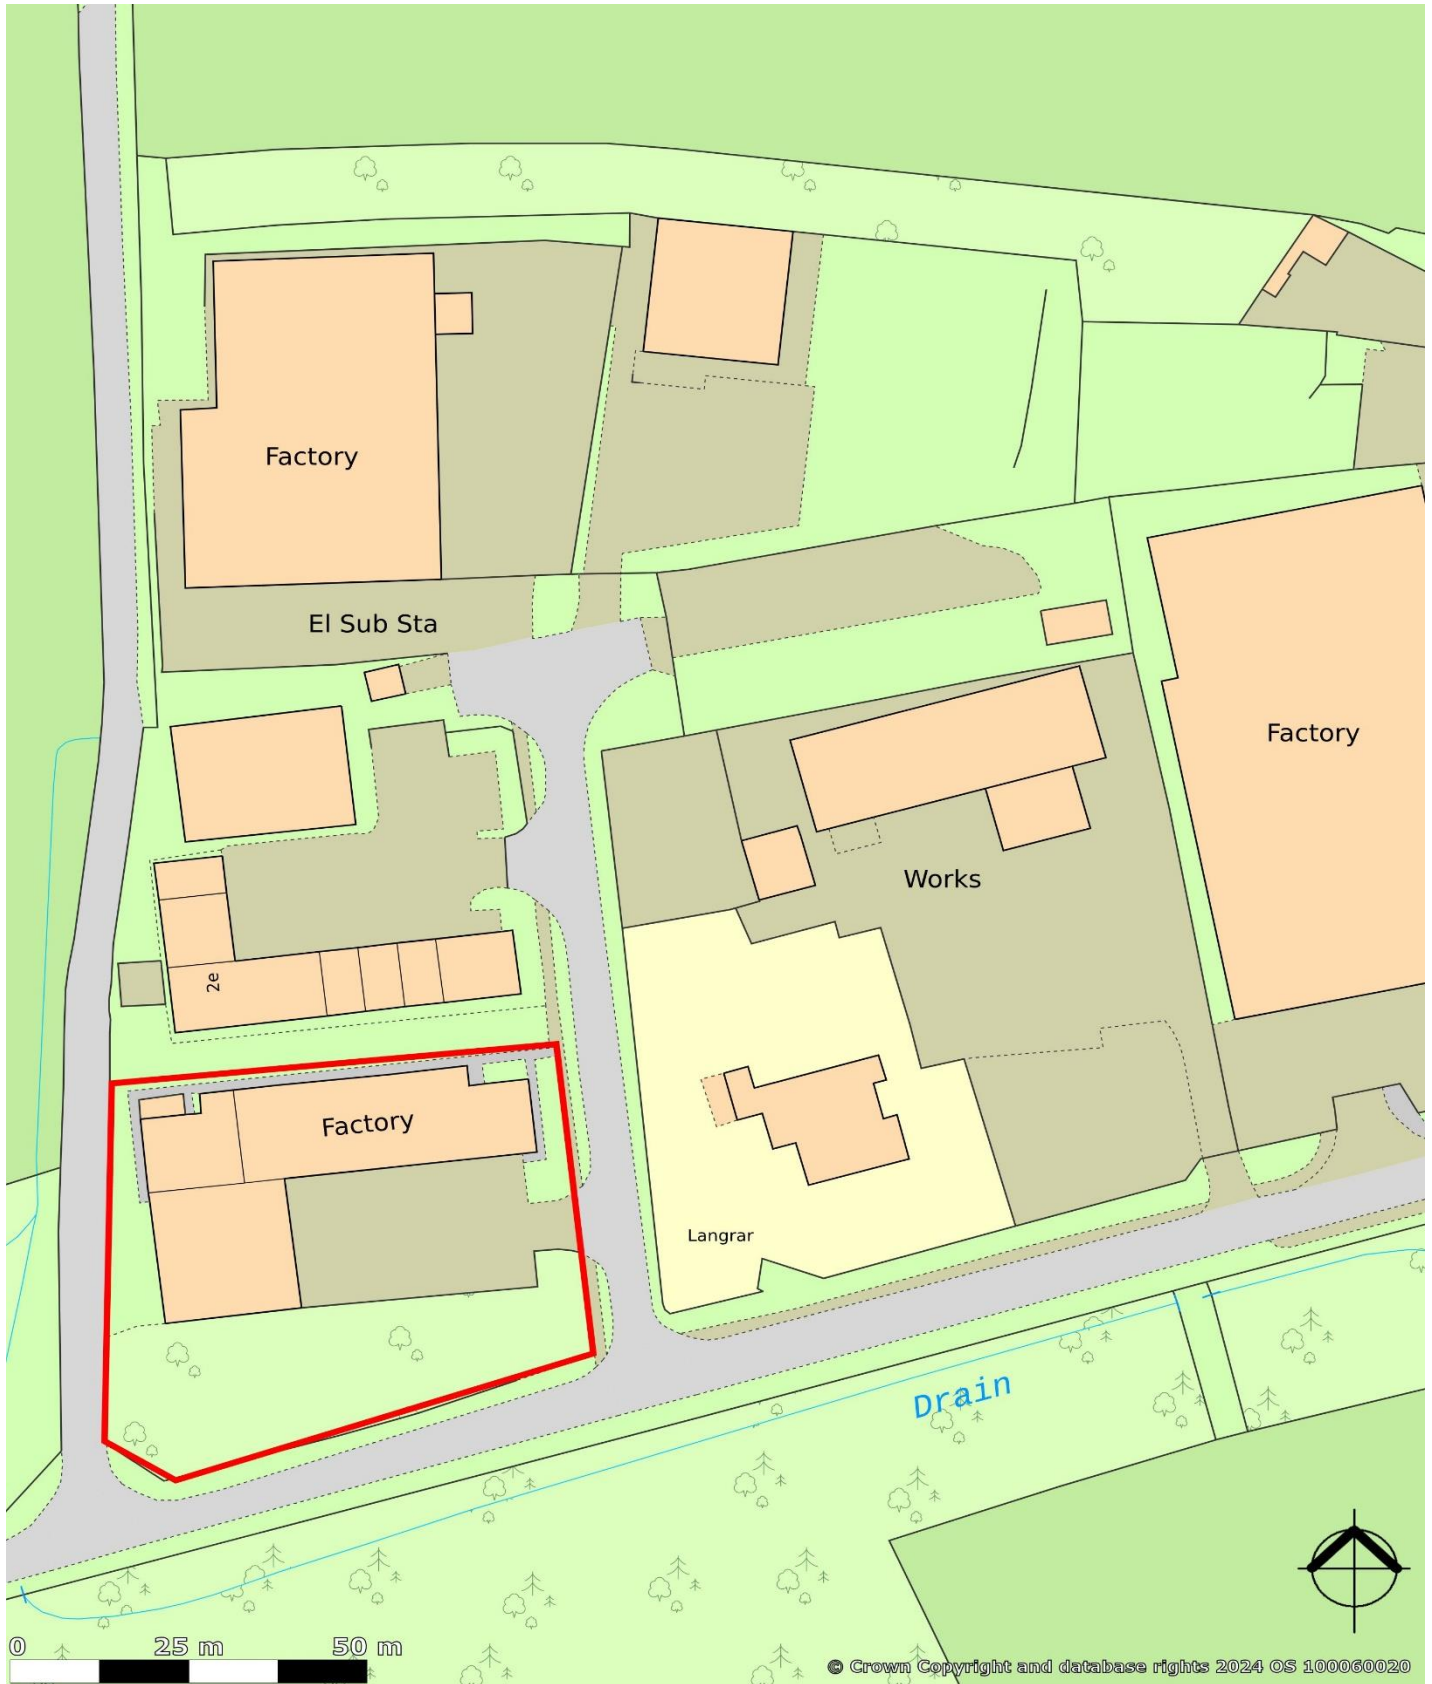 Factory
El Sub Sta
Factory
Works
2e
Factory
Langrar
Drain
0 25 m 50 m
© Crown Copyright and database rights 2024 OS 100060020